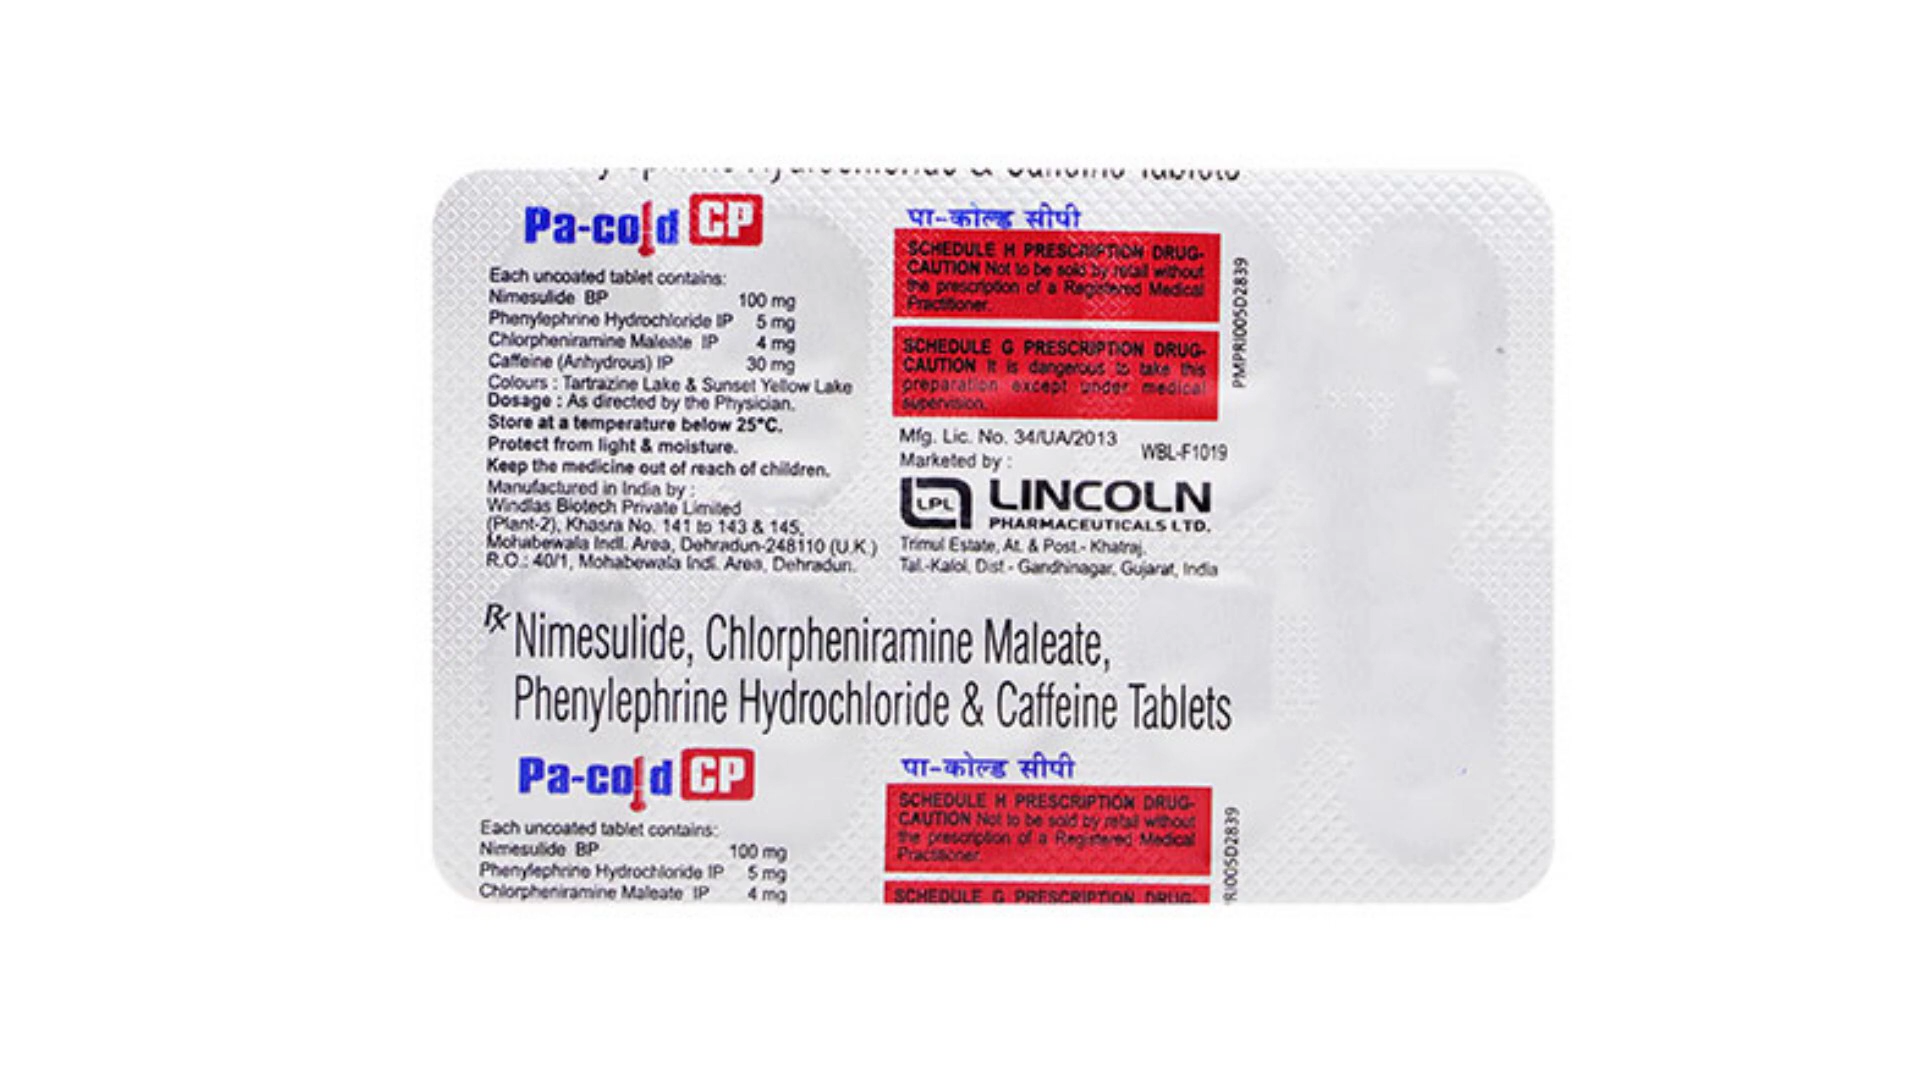 Pa-cold CP
Each uncoated tablet contains:
Nimesulide BP 100 mg
Phenylephrine Hydrochloride IP 5 mg
Chlorpheniramine Maleate IP 4 mg
Caffeine (Anhydrous) IP 30 mg
Colours : Tartrazine Lake & Sunset Yellow Lake
Dosage : As directed by the Physician.
Store at a temperature below 25°C.
Protect from light & moisture.
Keep the medicine out of reach of children.
Manufactured in India by :
Windlas Biotech Private Limited
(Plant-2), Khasra No. 141 to 143 & 145,
Mohabewala Indl. Area, Dehradun-248110 (U.K.)
R.O.: 40/1, Mohabewala Indl. Area, Dehradun.
पा-कोल्ड सीपी
SCHEDULE H PRESCRIPTION DRUG-
CAUTION Not to be sold by retail without
the prescription of a Registered Medical
Practitioner.
SCHEDULE G PRESCRIPTION DRUG-
CAUTION It is dangerous to take this
preparation except under medical
supervision.
PMPRI005D2839
Mfg. Lic. No. 34/UA/2013
WBL-F1019
Marketed by :
LPL LINCOLN
PHARMACEUTICALS LTD.
Trimul Estate, At. & Post.- Khatraj,
Tal.-Kalol, Dist.- Gandhinagar, Gujarat, India
Rx Nimesulide, Chlorpheniramine Maleate,
Phenylephrine Hydrochloride & Caffeine Tablets
Pa-cold CP
Each uncoated tablet contains:
Nimesulide BP 100 mg
Phenylephrine Hydrochloride IP 5 mg
Chlorpheniramine Maleate IP 4 mg
पा-कोल्ड सीपी
SCHEDULE H PRESCRIPTION DRUG-
CAUTION Not to be sold by retail without
the prescription of a Registered Medical
Practitioner.
SCHEDULE G PRESCRIPTION DRUG-
RI005D2839